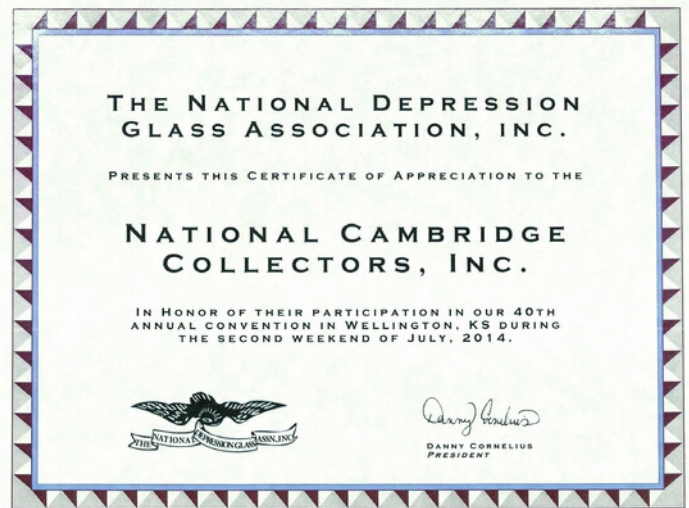 THE NATIONAL DEPRESSION
GLASS ASSOCIATION, INC.
PRESENTS THIS CERTIFICATE OF APPRECIATION TO THE
NATIONAL CAMBRIDGE
COLLECTORS, INC.
IN HONOR OF THEIR PARTICIPATION IN OUR 40TH
ANNUAL CONVENTION IN WELLINGTON, KS DURING
THE SECOND WEEKEND OF JULY, 2014.
THE NATIONAL DEPRESSION GLASS ASSN., INC.
Danny Cornelius
DANNY CORNELIUS
PRESIDENT